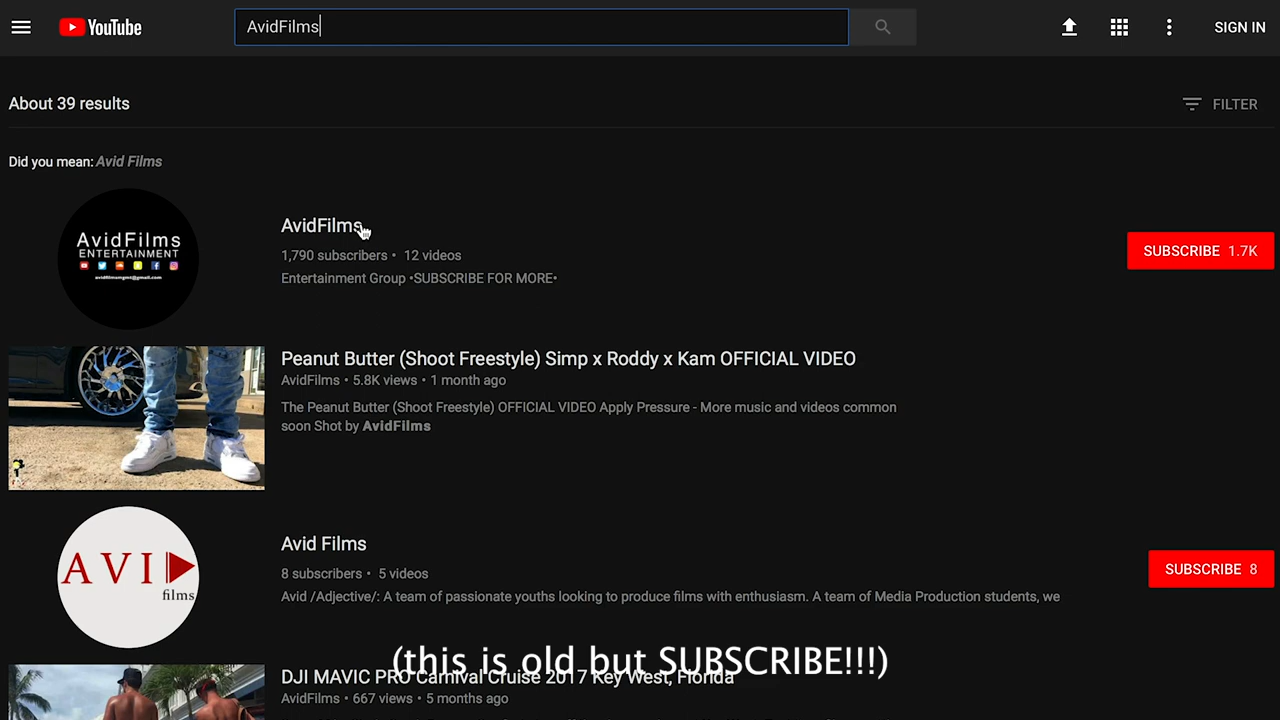 YouTube
AvidFilms
SIGN IN
About 39 results
FILTER
Did you mean: Avid Films
AvidFilms
ENTERTAINMENT
avidfilmsmgmt@gmail.com
AvidFilms
1,790 subscribers • 12 videos
Entertainment Group •SUBSCRIBE FOR MORE•
SUBSCRIBE 1.7K
Peanut Butter (Shoot Freestyle) Simp x Roddy x Kam OFFICIAL VIDEO
AvidFilms • 5.8K views • 1 month ago
The Peanut Butter (Shoot Freestyle) OFFICIAL VIDEO Apply Pressure - More music and videos common
soon Shot by AvidFilms
AVI
films
Avid Films
8 subscribers • 5 videos
Avid /Adjective/: A team of passionate youths looking to produce films with enthusiasm. A team of Media Production students, we
SUBSCRIBE 8
(this is old but SUBSCRIBE!!!)
DJI MAVIC PRO Carnival Cruise 2017 Key West, Florida
AvidFilms • 667 views • 5 months ago